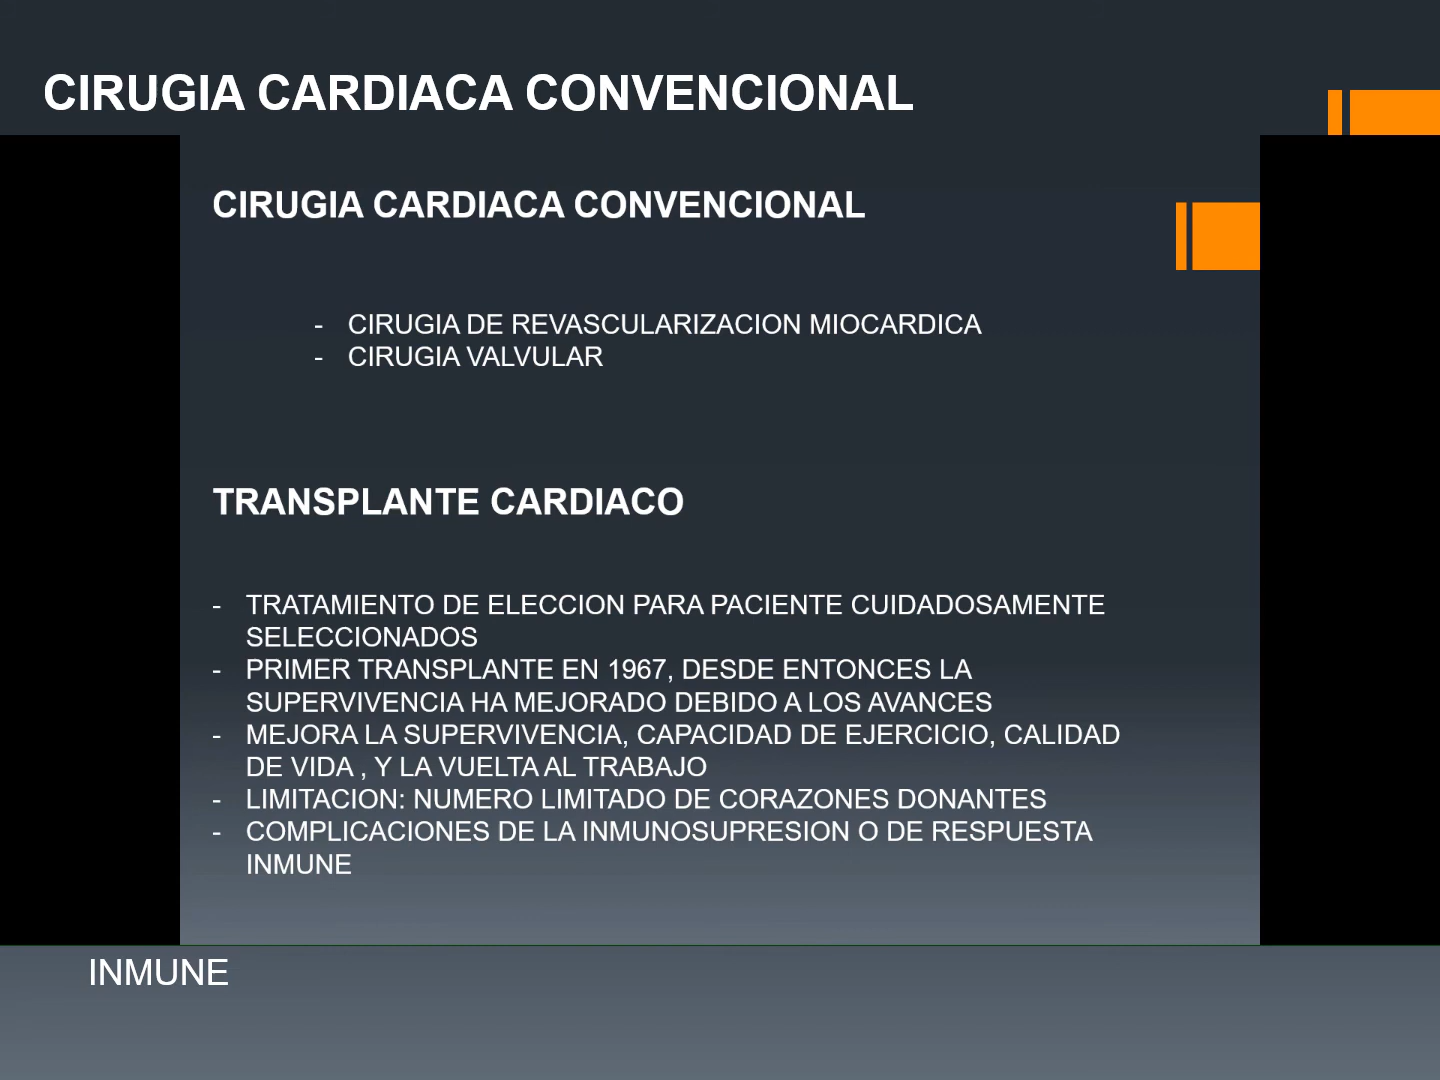 CIRUGIA CARDIACA CONVENCIONAL
CIRUGIA CARDIACA CONVENCIONAL
- CIRUGIA DE REVASCULARIZACION MIOCARDICA
- CIRUGIA VALVULAR
TRANSPLANTE CARDIACO
- TRATAMIENTO DE ELECCION PARA PACIENTE CUIDADOSAMENTE
SELECCIONADOS
- PRIMER TRANSPLANTE EN 1967, DESDE ENTONCES LA
SUPERVIVENCIA HA MEJORADO DEBIDO A LOS AVANCES
- MEJORA LA SUPERVIVENCIA, CAPACIDAD DE EJERCICIO, CALIDAD
DE VIDA , Y LA VUELTA AL TRABAJO
- LIMITACION: NUMERO LIMITADO DE CORAZONES DONANTES
- COMPLICACIONES DE LA INMUNOSUPRESION O DE RESPUESTA
INMUNE
INMUNE